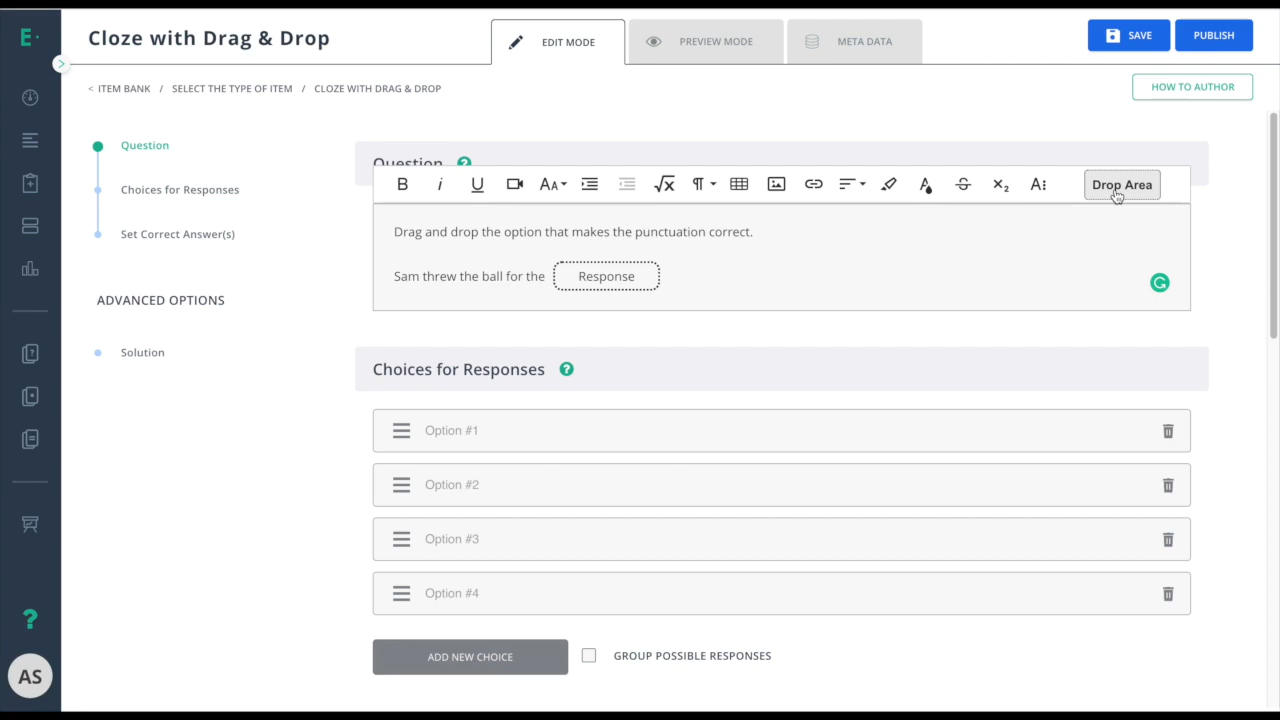 E
Cloze with Drag & Drop
EDIT MODE
PREVIEW MODE
META DATA
SAVE
PUBLISH
< ITEM BANK / SELECT THE TYPE OF ITEM / CLOZE WITH DRAG & DROP
HOW TO AUTHOR
Question
Choices for Responses
Set Correct Answer(s)
ADVANCED OPTIONS
Solution
Question ?
B i U AA √x ¶ A X₂ A Drop Area
Drag and drop the option that makes the punctuation correct.
Sam threw the ball for the Response
Choices for Responses ?
Option #1
Option #2
Option #3
Option #4
ADD NEW CHOICE
GROUP POSSIBLE RESPONSES
?
AS